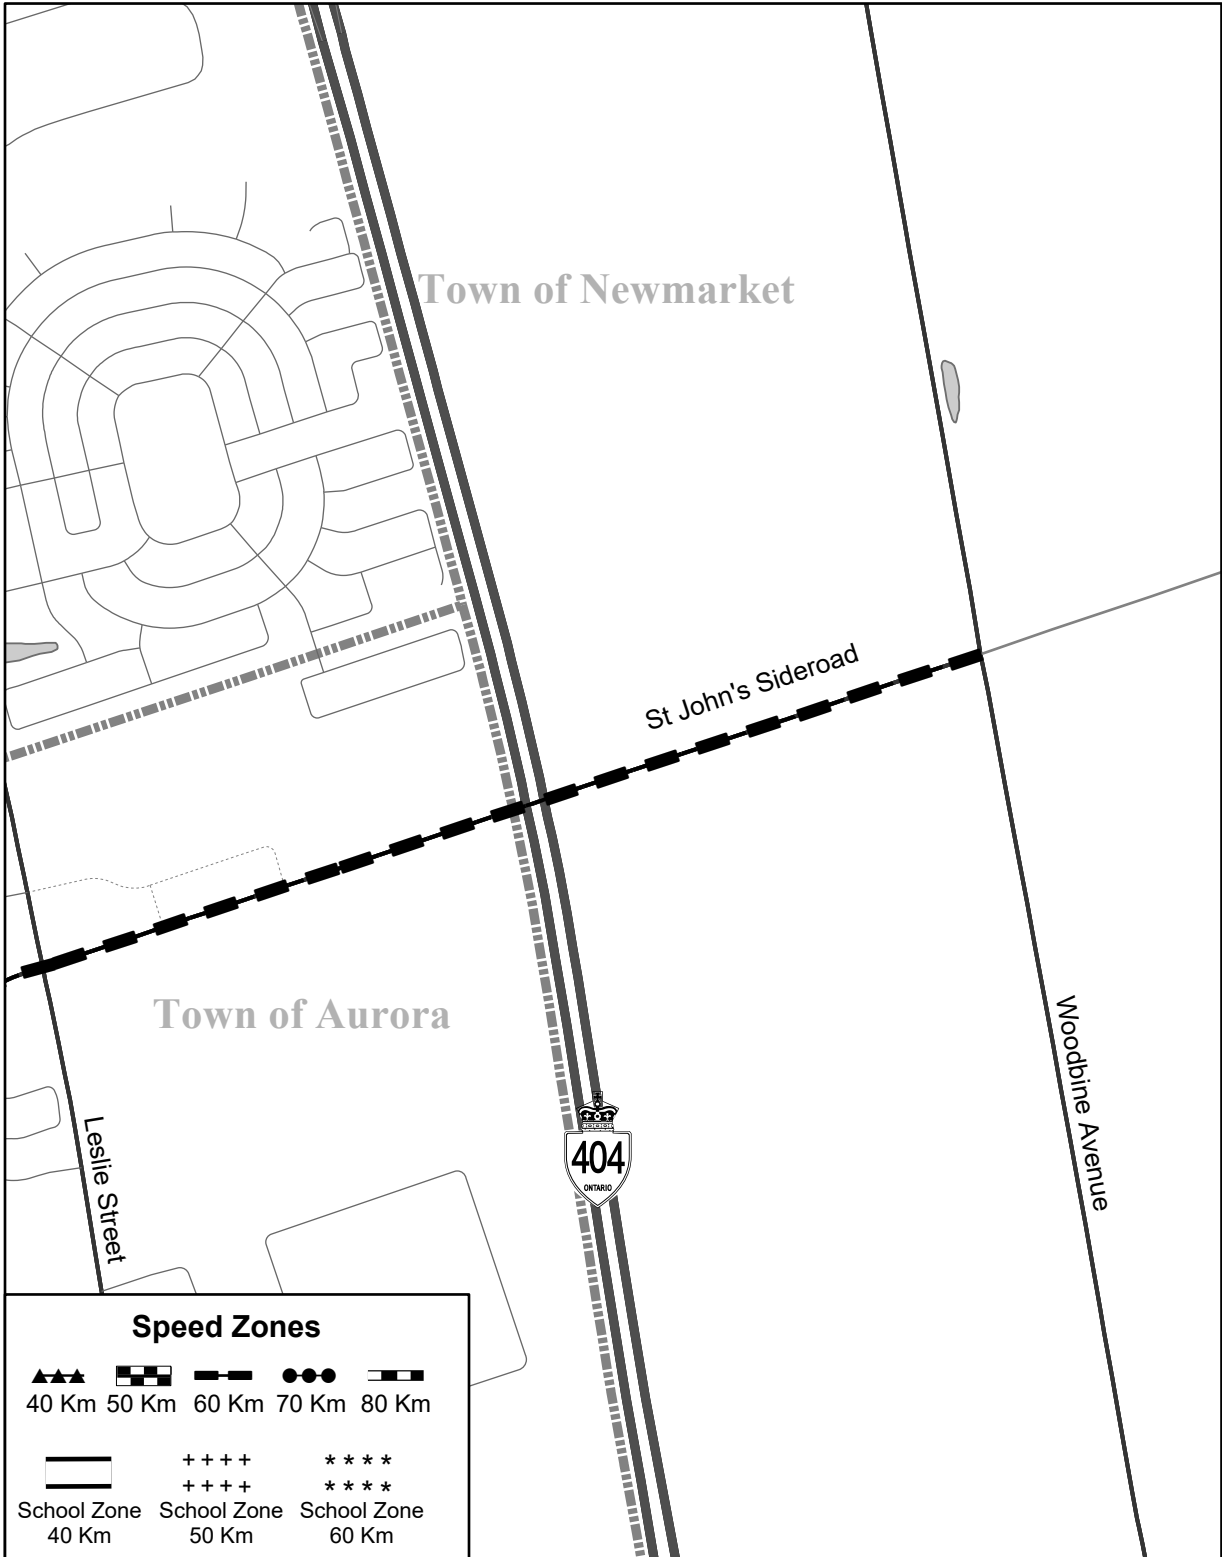 Town of Newmarket
St John's Sideroad
Town of Aurora
Woodbine Avenue
Leslie Street
404
ONTARIO
Speed Zones
40 Km 50 Km 60 Km 70 Km 80 Km
++++ ****
++++ ****
School Zone School Zone School Zone
40 Km 50 Km 60 Km